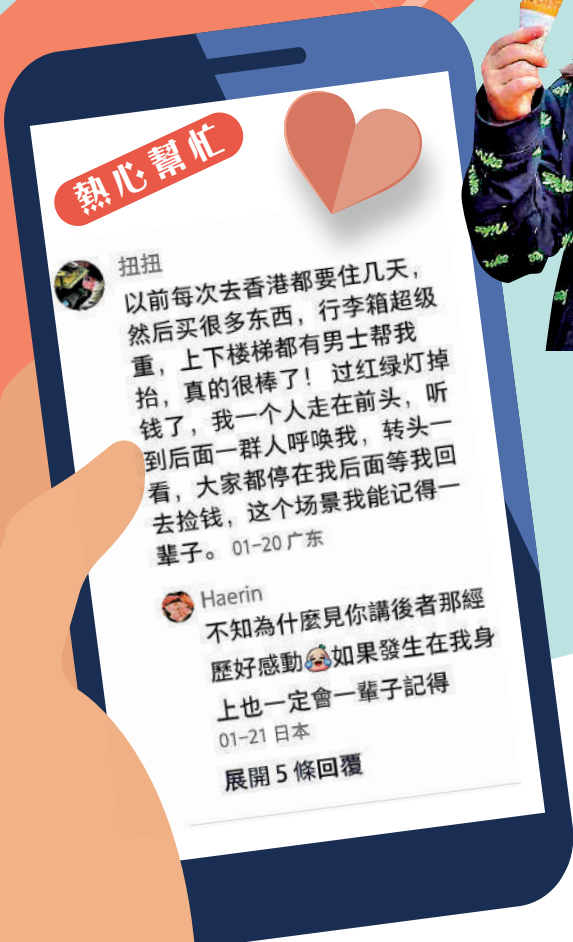 熱心幫忙
扭扭
以前每次去香港都要住几天，
然后买很多东西，行李箱超级
重，上下楼梯都有男士帮我
抬，真的很棒了！过红绿灯掉
钱了，我一个人走在前头，听
到后面一群人呼唤我，转头一
看，大家都停在我后面等我回
去捡钱，这个场景我能记得一
辈子。 01-20 广东
Haerin
不知為什麼見你講後者那經
歷好感動😂如果發生在我身
上也一定會一輩子記得
01-21 日本
展開 5 條回覆